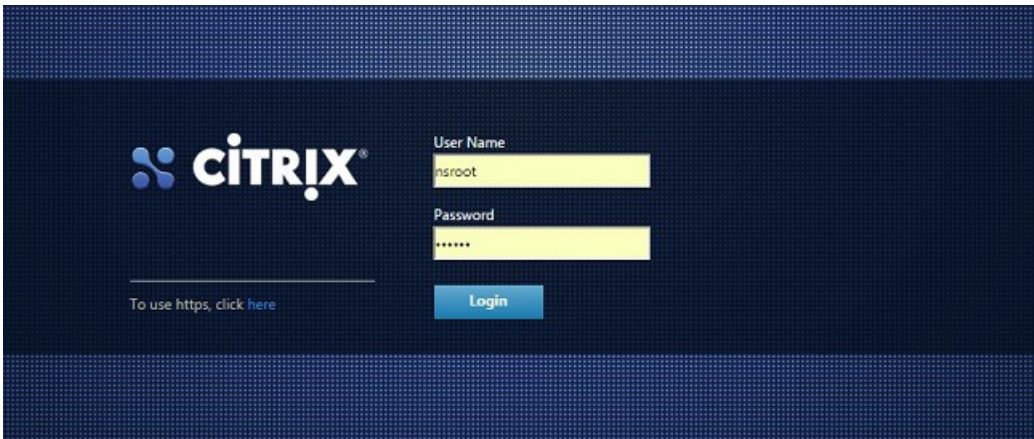 CITRIX®
User Name
nsroot
Password
••••••
Login
To use https, click here